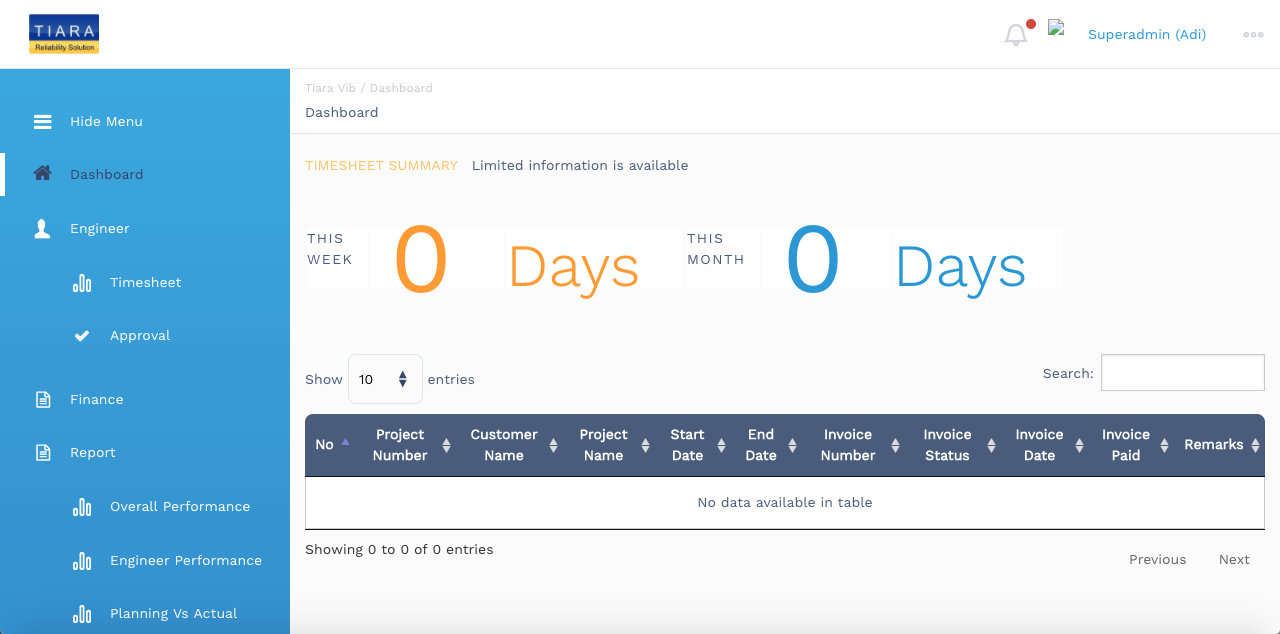 TIARA
Reliability Solution
Superadmin (Adi)
Hide Menu
Dashboard
Engineer
Timesheet
Approval
Finance
Report
Overall Performance
Engineer Performance
Planning Vs Actual
Tiara Vib / Dashboard
Dashboard
TIMESHEET SUMMARY Limited information is available
THIS WEEK 0 Days THIS MONTH 0 Days
Show 10 entries Search:
No Project Number Customer Name Project Name Start Date End Date Invoice Number Invoice Status Invoice Date Invoice Paid Remarks
No data available in table
Showing 0 to 0 of 0 entries
Previous Next